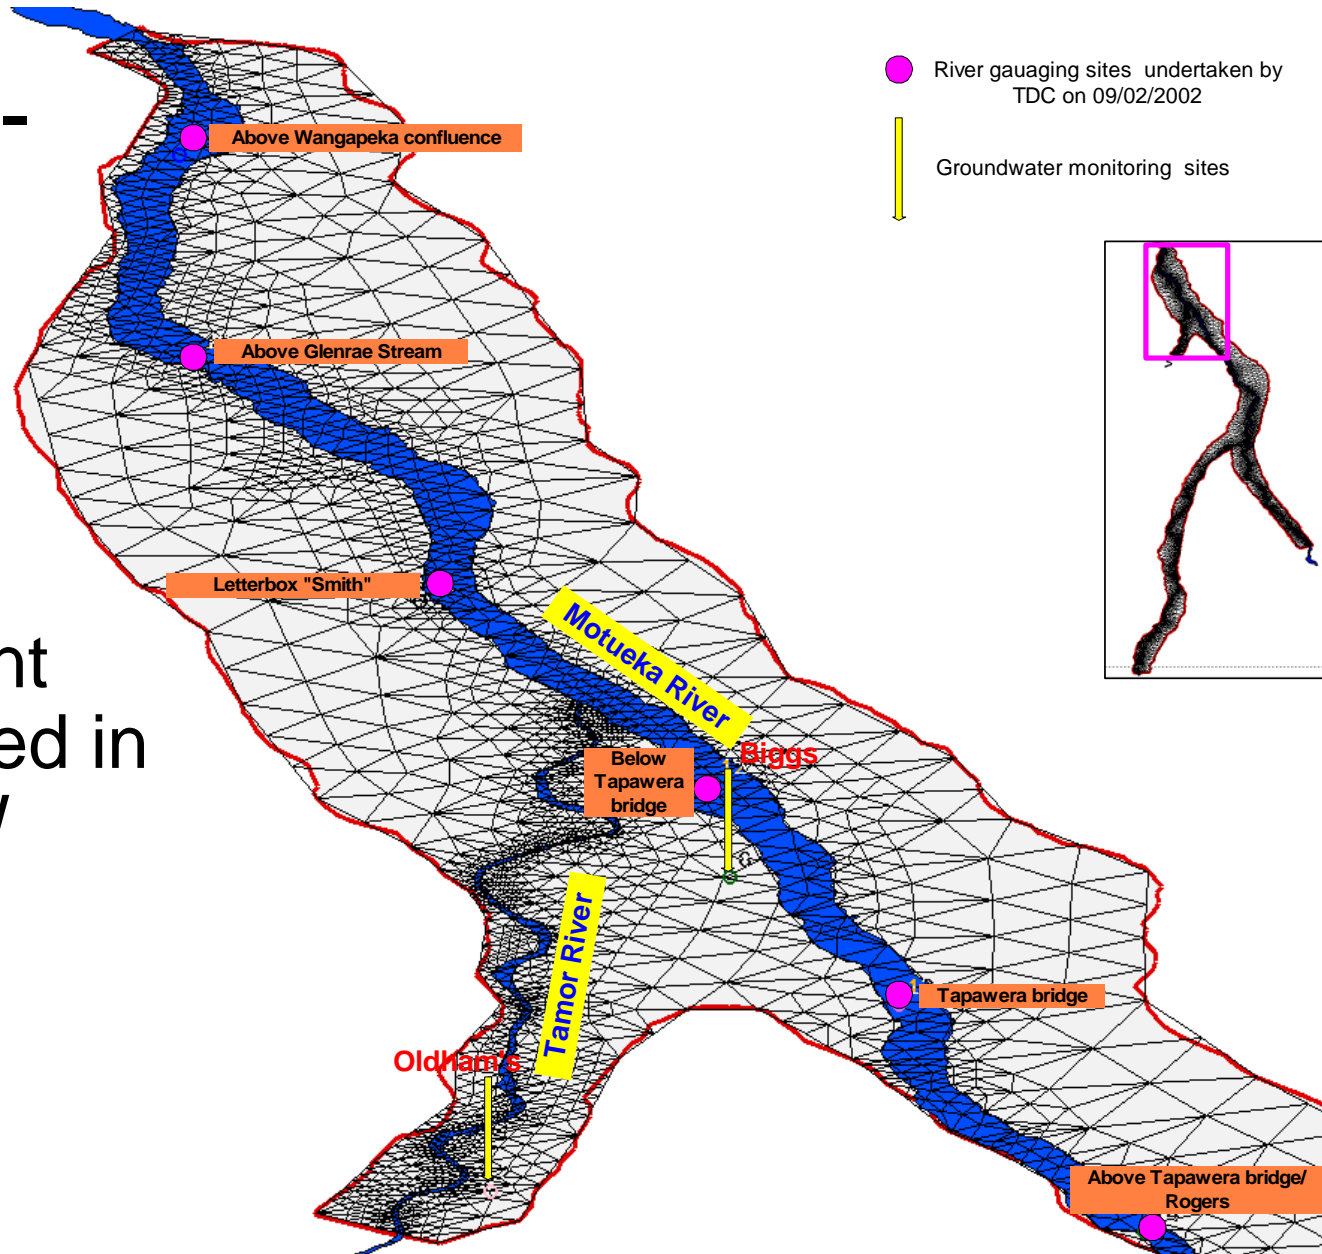 River gauaging sites undertaken by
TDC on 09/02/2002
-
Above Wangapeka confluence
Groundwater monitoring sites
Above Glenrae Stream
Letterbox "Smith"
Motueka River
nt
ed in
Biggs
Below
Tapawera
bridge
Tamor River
Tapawera bridge
Oldham's
Above Tapawera bridge/
Rogers